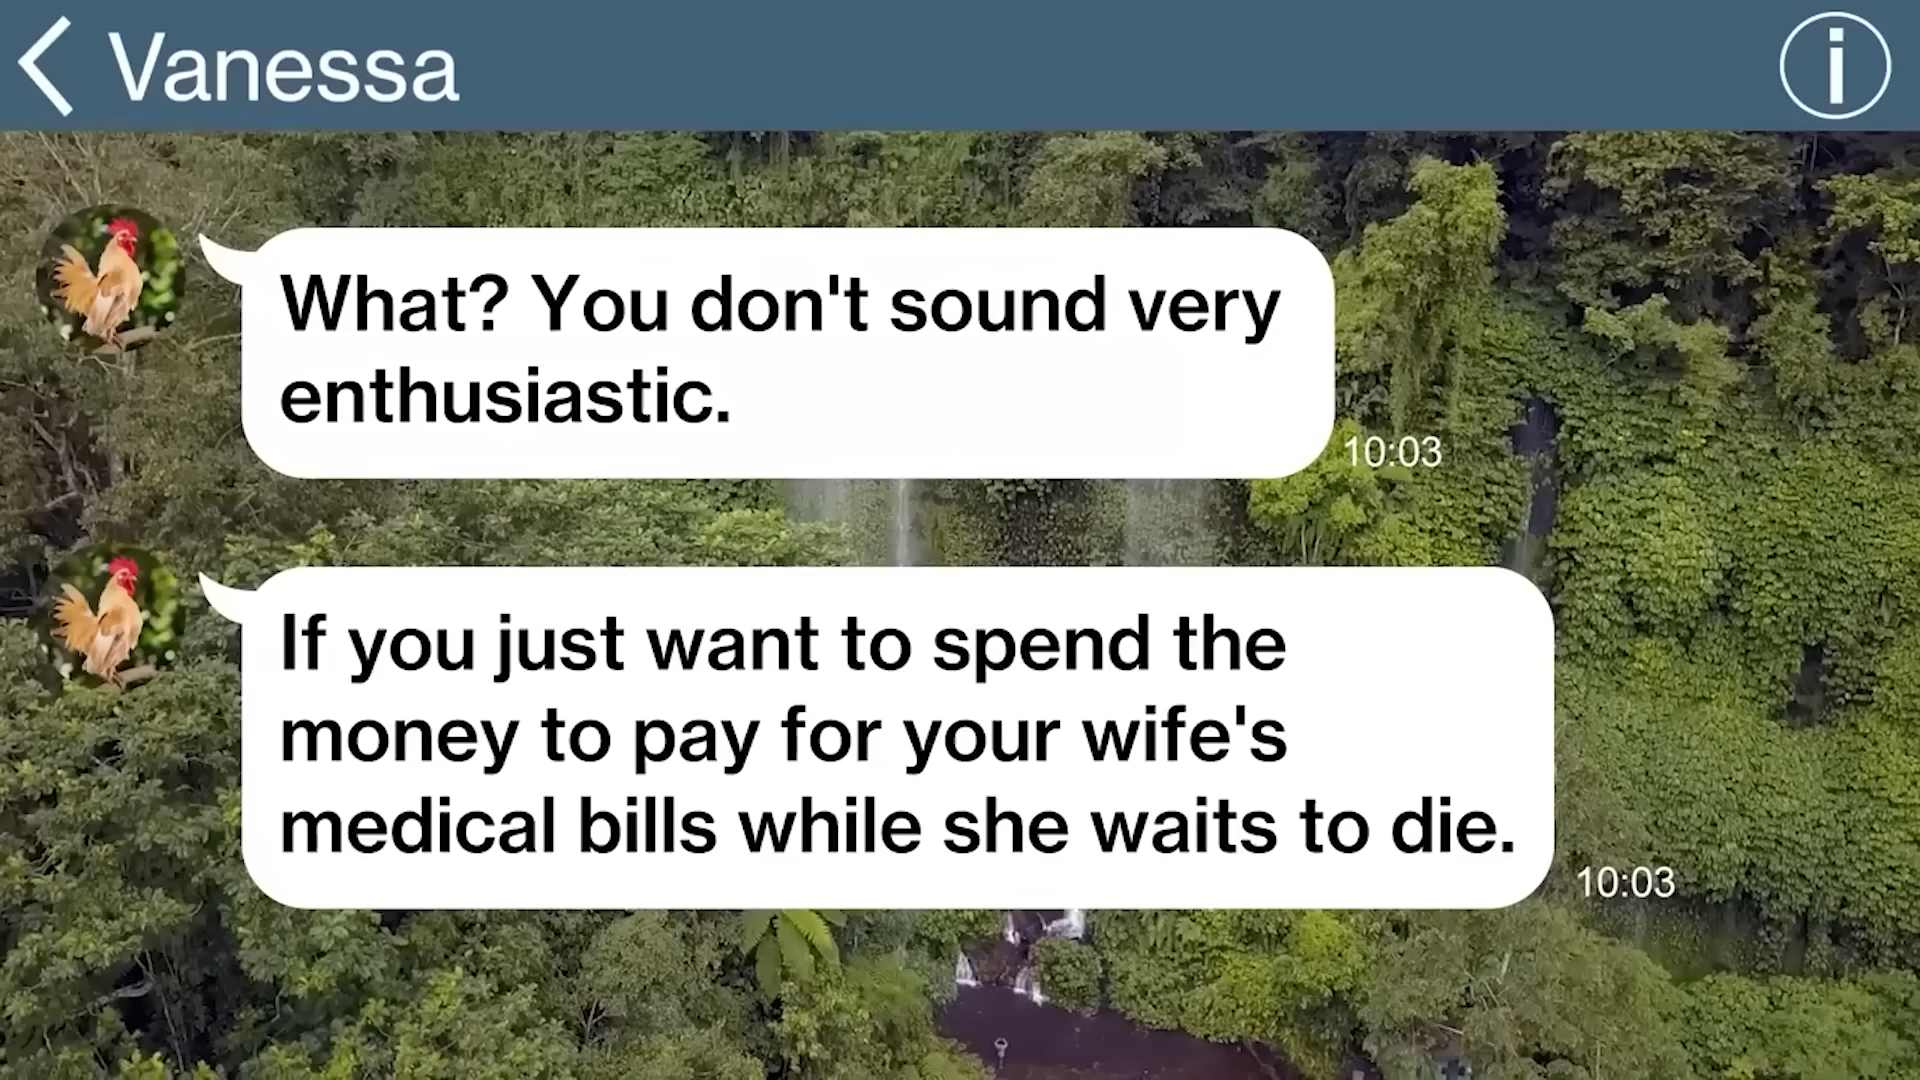 Vanessa
What? You don't sound very
enthusiastic.
10:03
If you just want to spend the
money to pay for your wife's
medical bills while she waits to die.
10:03